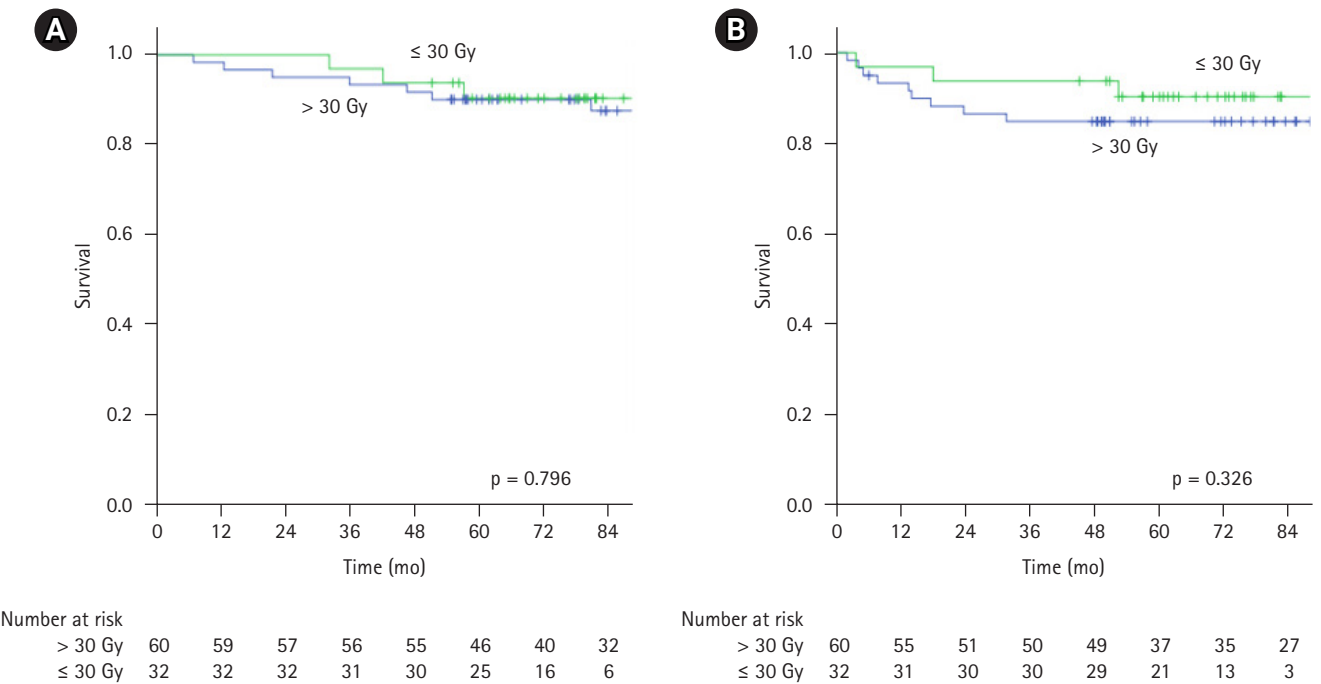 A
1.0
0.8
0.6
0.4
0.2
0.0
Survival
≤ 30 Gy
> 30 Gy
p = 0.796
0 12 24 36 48 60 72 84
Time (mo)
Number at risk
> 30 Gy 60 59 57 56 55 46 40 32
≤ 30 Gy 32 32 32 31 30 25 16 6
B
1.0
0.8
0.6
0.4
0.2
0.0
Survival
≤ 30 Gy
> 30 Gy
p = 0.326
0 12 24 36 48 60 72 84
Time (mo)
Number at risk
> 30 Gy 60 55 51 50 49 37 35 27
≤ 30 Gy 32 31 30 30 29 21 13 3